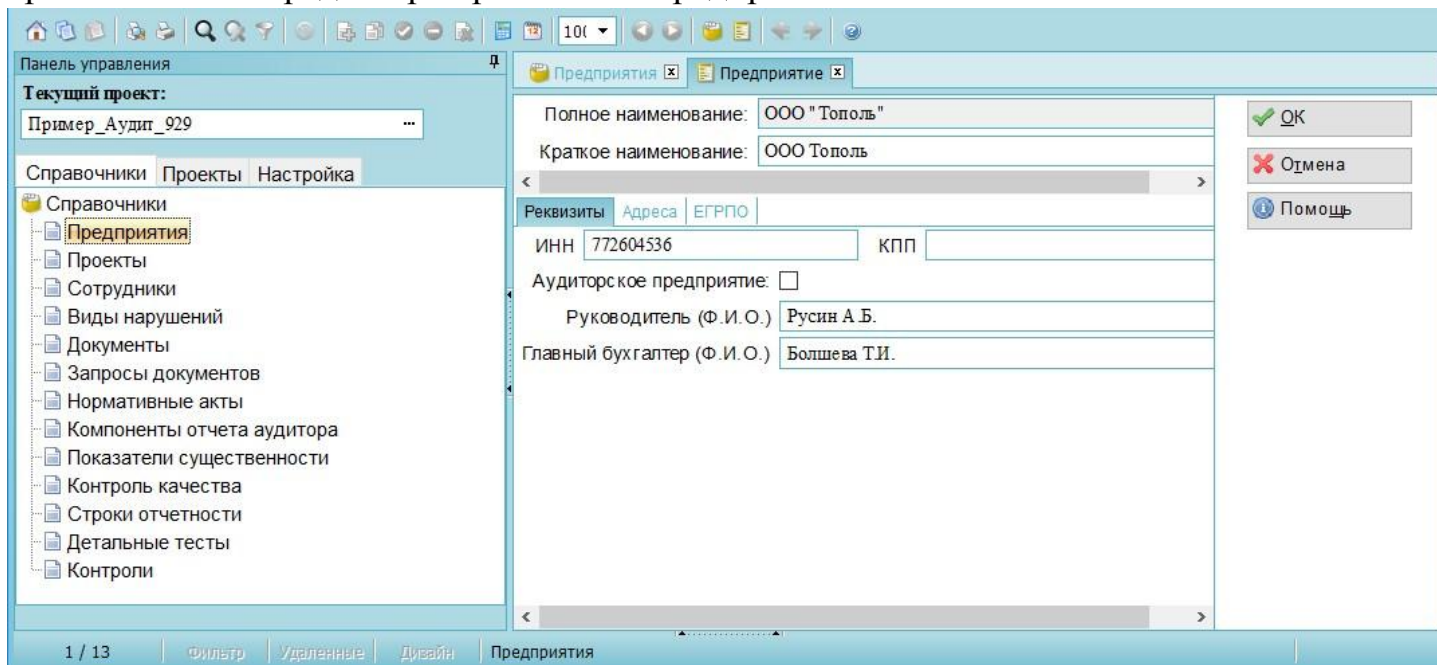 100
Панель управления
Текущий проект:
Пример_Аудит_929 ...
Справочники Проекты Настройка
Справочники
Предприятия
Проекты
Сотрудники
Виды нарушений
Документы
Запросы документов
Нормативные акты
Компоненты отчета аудитора
Показатели существенности
Контроль качества
Строки отчетности
Детальные тесты
Контроли
Предприятия Предприятие
Полное наименование: ООО "Тополь"
Краткое наименование: ООО Тополь
Реквизиты Адреса ЕГРПО
ИНН 772604536 КПП
Аудиторское предприятие:
Руководитель (Ф.И.О.) Русин А.Б.
Главный бухгалтер (Ф.И.О.) Болшева Т.И.
ОК
Отмена
Помощь
1 / 13 Фильтр Удаленные Дизайн Предприятия